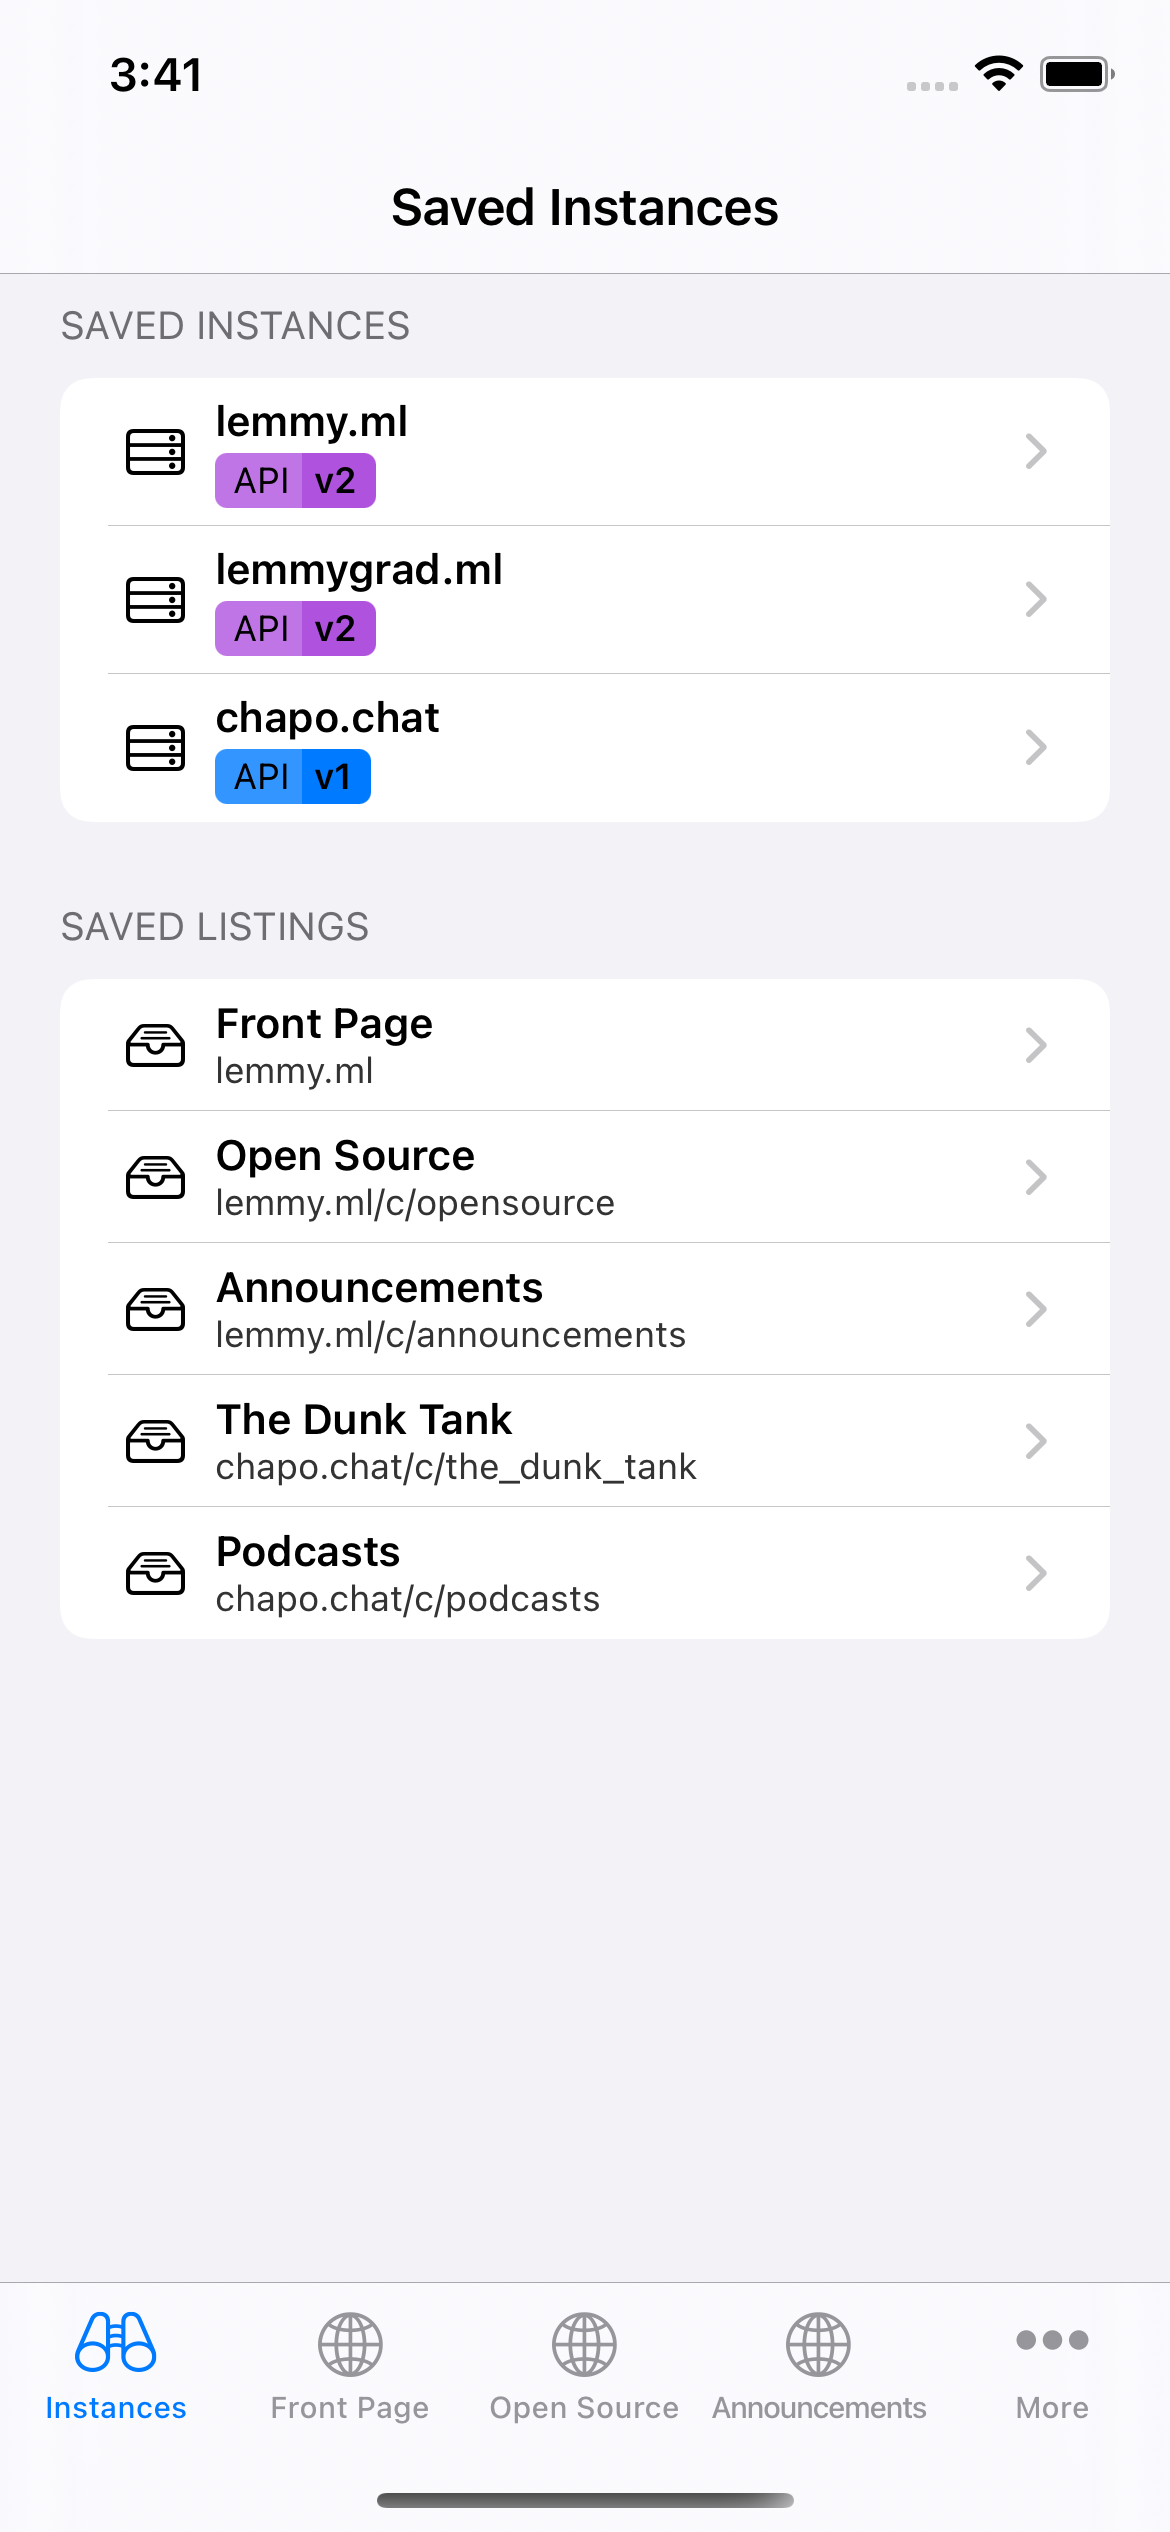 3:41
Saved Instances
SAVED INSTANCES
lemmy.ml
API v2
lemmygrad.ml
API v2
chapo.chat
API v1
SAVED LISTINGS
Front Page
lemmy.ml
Open Source
lemmy.ml/c/opensource
Announcements
lemmy.ml/c/announcements
The Dunk Tank
chapo.chat/c/the_dunk_tank
Podcasts
chapo.chat/c/podcasts
Instances Front Page Open Source Announcements More